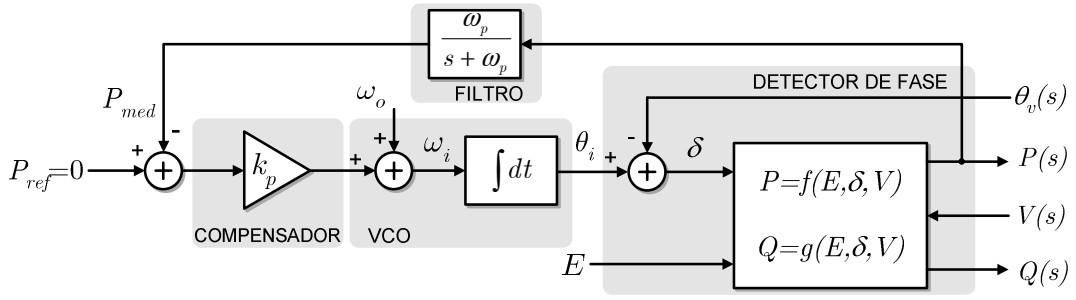 ω_p
s + ω_p
FILTRO
DETECTOR DE FASE
P_med
ω_o
θ_v(s)
-
-
+
+
P_ref=0
+
k_p
+
+
ω_i
∫dt
θ_i
+
+
δ
P=f(E,δ,V)
P(s)
V(s)
COMPENSADOR
VCO
E
Q=g(E,δ,V)
Q(s)